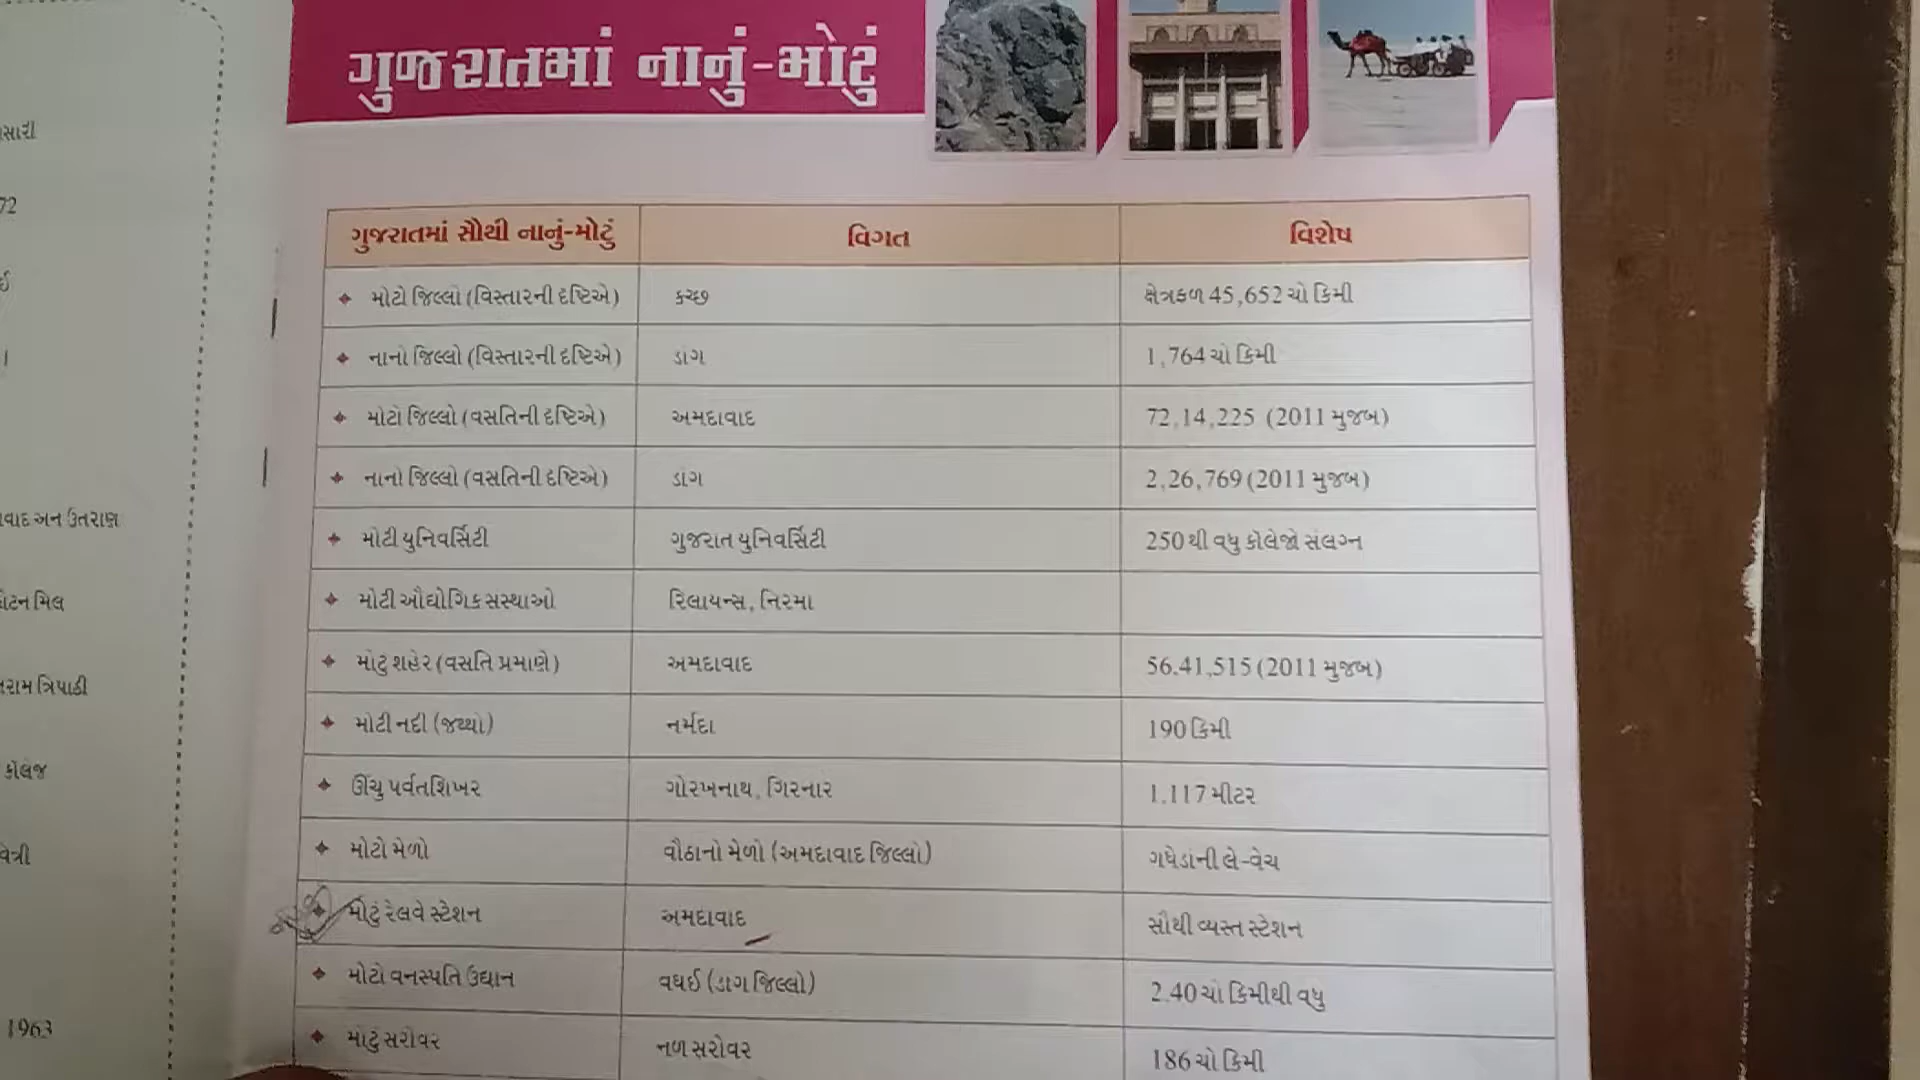 ગુજરાતમાં નાનું-મોટું
ગુજરાતમાં સૌથી નાનું-મોટું વિગત વિશેષ
મોટો જિલ્લો (વિસ્તારની દૃષ્ટિએ) કચ્છ ક્ષેત્રફળ 45,652 ચો કિમી
નાનો જિલ્લો (વિસ્તારની દૃષ્ટિએ) ડાંગ 1,764 ચો કિમી
મોટો જિલ્લો (વસતિની દૃષ્ટિએ) અમદાવાદ 72,14,225 (2011 મુજબ)
નાનો જિલ્લો (વસતિની દૃષ્ટિએ) ડાંગ 2,26,769 (2011 મુજબ)
મોટી યુનિવર્સિટી ગુજરાત યુનિવર્સિટી 250 થી વધુ કૉલેજો સંલગ્ન
મોટી ઔદ્યોગિક સંસ્થાઓ રિલાયન્સ, નિરમા
મોટું શહેર (વસતિ પ્રમાણે) અમદાવાદ 56,41,515 (2011 મુજબ)
મોટી નદી (જથ્થો) નર્મદા 190 કિમી
ઊંચુ પર્વતશિખર ગોરખનાથ, ગિરનાર 1,117 મીટર
મોટો મેળો વૌઠાનો મેળો (અમદાવાદ જિલ્લો) ગધેડાંની લે-વેચ
મોટું રેલવે સ્ટેશન અમદાવાદ સૌથી વ્યસ્ત સ્ટેશન
મોટો વનસ્પતિ ઉદ્યાન વઘઈ (ડાંગ જિલ્લો) 2.40 ચો કિમીથી વધુ
મોટું સરોવર નળ સરોવર 186 ચો કિમી
72
ઉતરાણ
મિલ
ત્રિપાઠી
કૉલેજ
1963